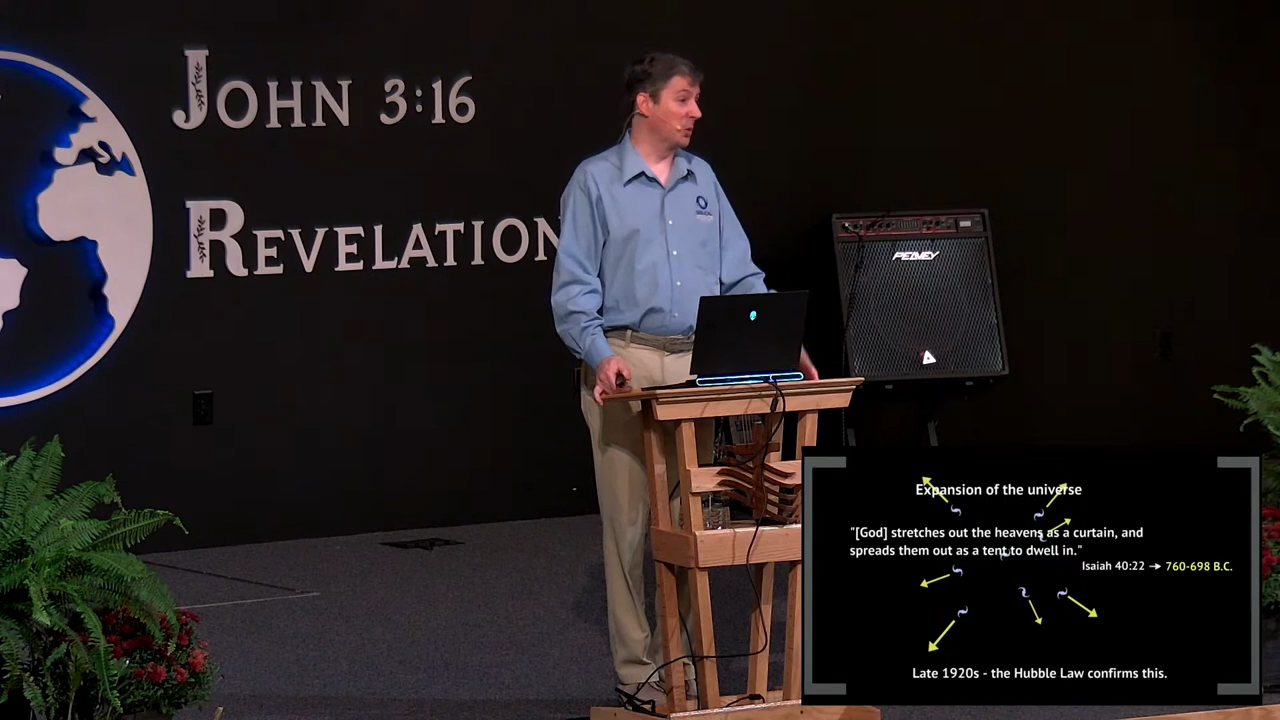 JOHN 3:16
REVELATION
PEAVEY
Expansion of the universe
"[God] stretches out the heavens as a curtain, and
spreads them out as a tent to dwell in."
Isaiah 40:22 → 760-698 B.C.
Late 1920s - the Hubble Law confirms this.